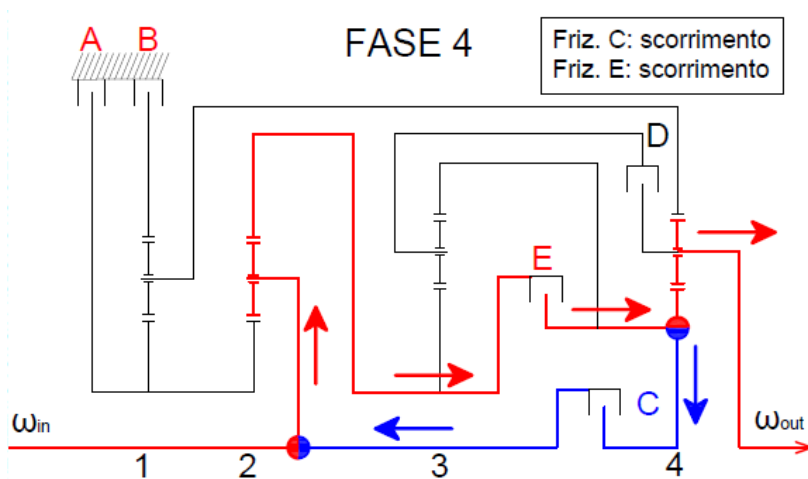 A B
FASE 4
Friz. C: scorrimento
Friz. E: scorrimento
D
E
C
ωin
ωout
1 2 3 4